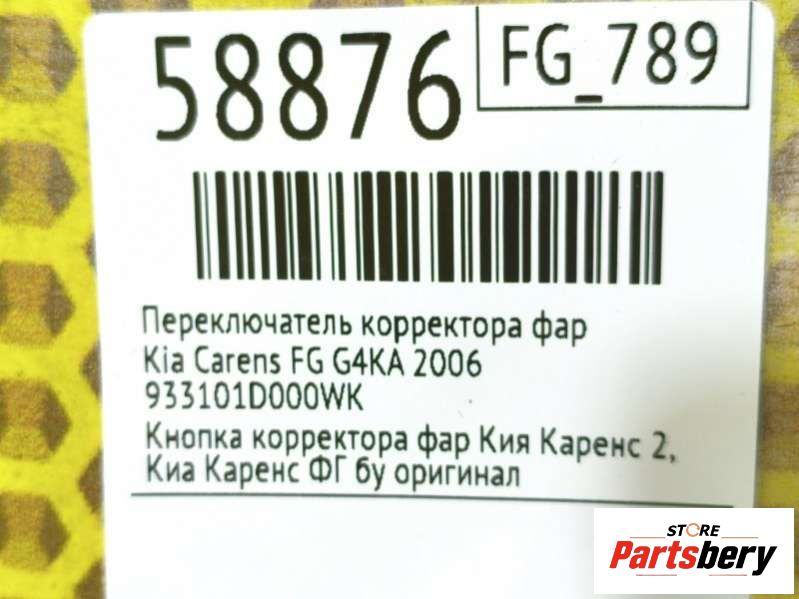 58876
FG_789
Переключатель корректора фар
Kia Carens FG G4KA 2006
933101D000WK
Кнопка корректора фар Кия Каренс 2,
Киа Каренс ФГ бу оригинал
STORE
Partsbery